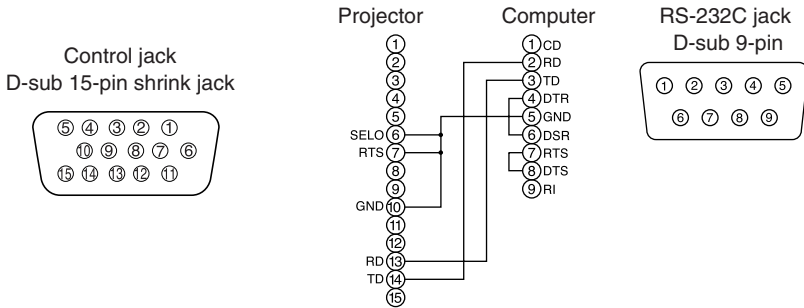 Control jack
D-sub 15-pin shrink jack
5 4 3 2 1
10 9 8 7 6
15 14 13 12 11
Projector
1
2
3
4
5
SELO 6
RTS 7
8
9
GND 10
11
12
RD 13
TD 14
15
Computer
1 CD
2 RD
3 TD
4 DTR
5 GND
6 DSR
7 RTS
8 DTS
9 RI
RS-232C jack
D-sub 9-pin
1 2 3 4 5
6 7 8 9